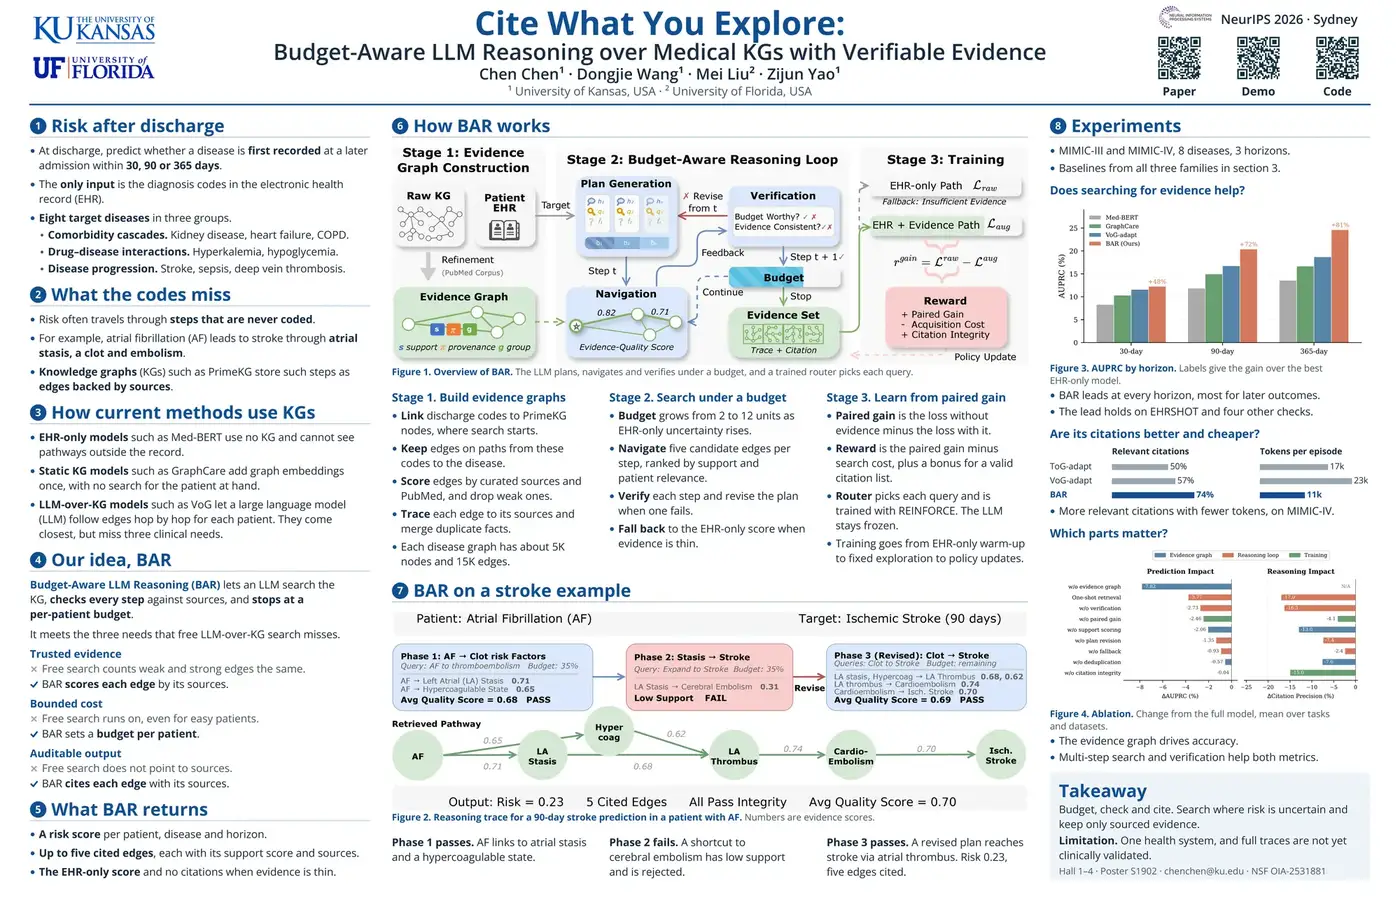 KU THE UNIVERSITY OF
KANSAS
UF UNIVERSITY of
FLORIDA
Cite What You Explore:
Budget-Aware LLM Reasoning over Medical KGs with Verifiable Evidence
Chen Chen¹ · Dongjie Wang¹ · Mei Liu² · Zijun Yao¹
¹ University of Kansas, USA · ² University of Florida, USA
NEURAL INFORMATION
PROCESSING SYSTEMS
NeurIPS 2026 · Sydney
Paper
Demo
Code
1 Risk after discharge
• At discharge, predict whether a disease is first recorded at a later
admission within 30, 90 or 365 days.
• The only input is the diagnosis codes in the electronic health
record (EHR).
• Eight target diseases in three groups.
• Comorbidity cascades. Kidney disease, heart failure, COPD.
• Drug–disease interactions. Hyperkalemia, hypoglycemia.
• Disease progression. Stroke, sepsis, deep vein thrombosis.
2 What the codes miss
• Risk often travels through steps that are never coded.
• For example, atrial fibrillation (AF) leads to stroke through atrial
stasis, a clot and embolism.
• Knowledge graphs (KGs) such as PrimeKG store such steps as
edges backed by sources.
3 How current methods use KGs
• EHR-only models such as Med-BERT use no KG and cannot see
pathways outside the record.
• Static KG models such as GraphCare add graph embeddings
once, with no search for the patient at hand.
• LLM-over-KG models such as VoG let a large language model
(LLM) follow edges hop by hop for each patient. They come
closest, but miss three clinical needs.
4 Our idea, BAR
Budget-Aware LLM Reasoning (BAR) lets an LLM search the
KG, checks every step against sources, and stops at a
per-patient budget.
It meets the three needs that free LLM-over-KG search misses.
Trusted evidence
× Free search counts weak and strong edges the same.
✓ BAR scores each edge by its sources.
Bounded cost
× Free search runs on, even for easy patients.
✓ BAR sets a budget per patient.
Auditable output
× Free search does not point to sources.
✓ BAR cites each edge with its sources.
5 What BAR returns
• A risk score per patient, disease and horizon.
• Up to five cited edges, each with its support score and sources.
• The EHR-only score and no citations when evidence is thin.
6 How BAR works
Stage 1: Evidence
Graph Construction
Raw KG
Patient
EHR
Refinement
(PubMed Corpus)
Evidence Graph
s π g
s support π provenance g group
Target
Stage 2: Budget-Aware Reasoning Loop
Plan Generation
Step t
Navigation
0.82 0.71
Evidence-Quality Score
✗ Revise
from t
Feedback
Continue
Verification
Budget Worthy? ✓ ✗
Evidence Consistent? ✓✗
Step t + 1✓
Budget
Stop
Evidence Set
Trace + Citation
Stage 3: Training
EHR-only Path ℒraw
Fallback: Insufficient Evidence
EHR + Evidence Path ℒaug
rgain = ℒraw − ℒaug
Reward
+ Paired Gain
- Acquisition Cost
+ Citation Integrity
Policy Update
Figure 1. Overview of BAR. The LLM plans, navigates and verifies under a budget, and a trained router picks each query.
Stage 1. Build evidence graphs
• Link discharge codes to PrimeKG
nodes, where search starts.
• Keep edges on paths from these
codes to the disease.
• Score edges by curated sources and
PubMed, and drop weak ones.
• Trace each edge to its sources and
merge duplicate facts.
• Each disease graph has about 5K
nodes and 15K edges.
Stage 2. Search under a budget
• Budget grows from 2 to 12 units as
EHR-only uncertainty rises.
• Navigate five candidate edges per
step, ranked by support and
patient relevance.
• Verify each step and revise the plan
when one fails.
• Fall back to the EHR-only score when
evidence is thin.
Stage 3. Learn from paired gain
• Paired gain is the loss without
evidence minus the loss with it.
• Reward is the paired gain minus
search cost, plus a bonus for a valid
citation list.
• Router picks each query and is
trained with REINFORCE. The LLM
stays frozen.
• Training goes from EHR-only warm-up
to fixed exploration to policy updates.
7 BAR on a stroke example
Patient: Atrial Fibrillation (AF)
Target: Ischemic Stroke (90 days)
Phase 1: AF → Clot risk Factors
Query: AF to thromboembolism Budget: 35%
AF → Left Atrial (LA) Stasis 0.71
AF → Hypercoagulable State 0.65
Avg Quality Score = 0.68 PASS
Phase 2: Stasis → Stroke
Query: Expand to Stroke Budget: 35%
LA Stasis → Cerebral Embolism 0.31
Low Support FAIL
Revise
Phase 3 (Revised): Clot → Stroke
Queries: Clot to Stroke Budget: remaining
LA stasis, Hypercoag → LA Thrombus 0.68, 0.62
LA thrombus → Cardioembolism 0.74
Cardioembolism → Isch. Stroke 0.70
Avg Quality Score = 0.69 PASS
Retrieved Pathway
AF
0.65
0.71
LA
Stasis
Hyper
coag
0.62
0.68
LA
Thrombus
0.74
Cardio-
Embolism
0.70
Isch.
Stroke
Output: Risk = 0.23 5 Cited Edges All Pass Integrity Avg Quality Score = 0.70
Figure 2. Reasoning trace for a 90-day stroke prediction in a patient with AF. Numbers are evidence scores.
Phase 1 passes. AF links to atrial stasis
and a hypercoagulable state.
Phase 2 fails. A shortcut to
cerebral embolism has low support
and is rejected.
Phase 3 passes. A revised plan reaches
stroke via atrial thrombus. Risk 0.23,
five edges cited.
8 Experiments
• MIMIC-III and MIMIC-IV, 8 diseases, 3 horizons.
• Baselines from all three families in section 3.
Does searching for evidence help?
Med-BERT
GraphCare
VoG-adapt
BAR (Ours)
AUPRC (%)
25
20
15
10
5
0
+48%
+72%
+81%
30-day
90-day
365-day
Figure 3. AUPRC by horizon. Labels give the gain over the best
EHR-only model.
• BAR leads at every horizon, most for later outcomes.
• The lead holds on EHRSHOT and four other checks.
Are its citations better and cheaper?
Relevant citations
Tokens per episode
ToG-adapt 50% 17k
VoG-adapt 57% 23k
BAR 74% 11k
• More relevant citations with fewer tokens, on MIMIC-IV.
Which parts matter?
Evidence graph Reasoning loop Training
Prediction Impact
Reasoning Impact
w/o evidence graph N/A
One-shot retrieval
w/o verification -2.73
w/o paired gain -2.46 -4.1
w/o support scoring -2.06
w/o plan revision -1.35
w/o fallback -0.93 -2.4
w/o deduplication -0.57
w/o citation integrity -0.04
−8 −6 −4 −2 0
−25 −20 −15 −10 −5 0
ΔAUPRC (%)
ΔCitation Precision (%)
Figure 4. Ablation. Change from the full model, mean over tasks
and datasets.
• The evidence graph drives accuracy.
• Multi-step search and verification help both metrics.
Takeaway
Budget, check and cite. Search where risk is uncertain and
keep only sourced evidence.
Limitation. One health system, and full traces are not yet
clinically validated.
Hall 1–4 · Poster S1902 · chenchen@ku.edu · NSF OIA-2531881